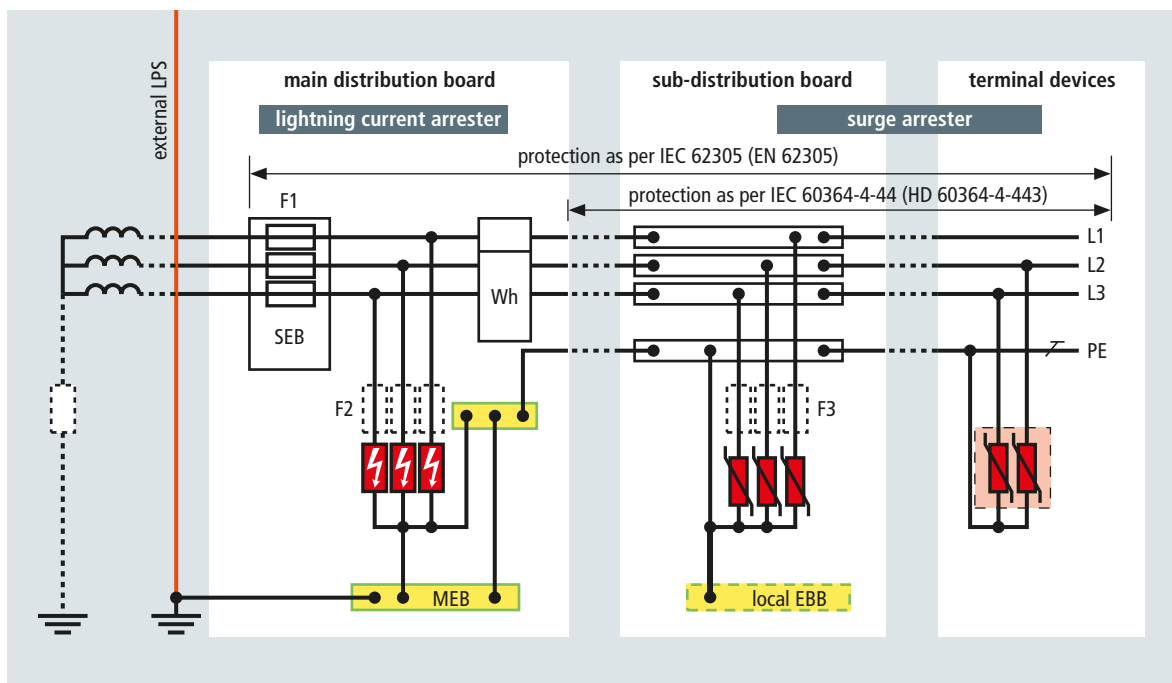 external LPS
main distribution board
sub-distribution board
terminal devices
lightning current arrester
surge arrester
protection as per IEC 62305 (EN 62305)
protection as per IEC 60364-4-44 (HD 60364-4-443)
F1
L1
L2
Wh
L3
SEB
PE
F2
F3
MEB
local EBB